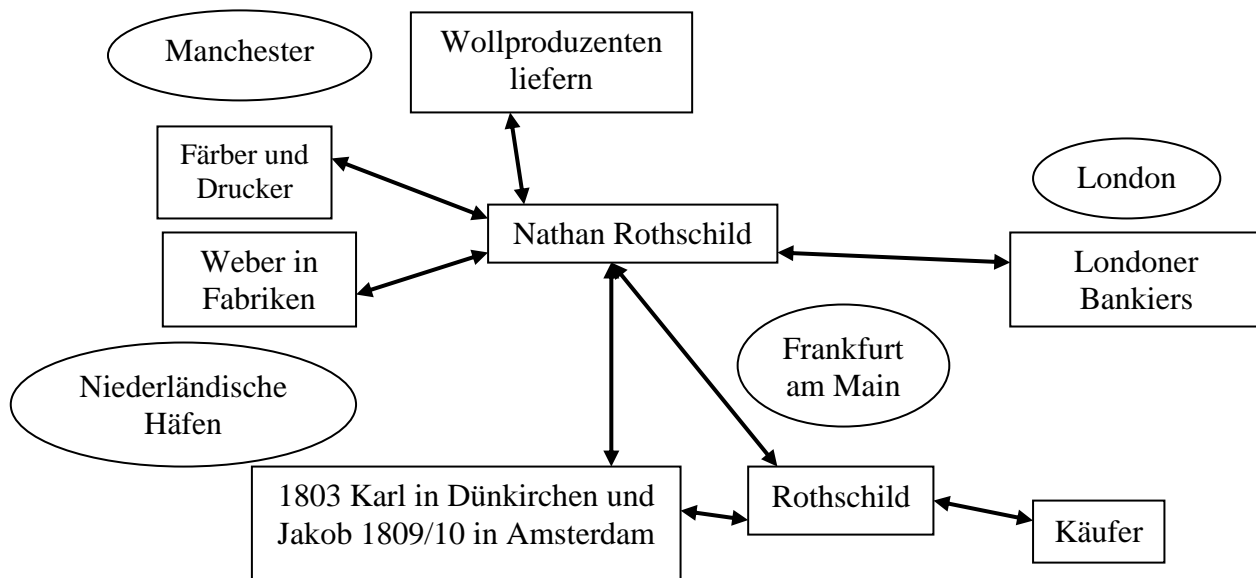 Manchester
Wollproduzenten
liefern
Färber und
Drucker
London
Nathan Rothschild
Weber in
Fabriken
Londoner
Bankiers
Frankfurt
am Main
Niederländische
Häfen
1803 Karl in Dünkirchen und
Jakob 1809/10 in Amsterdam
Rothschild
Käufer